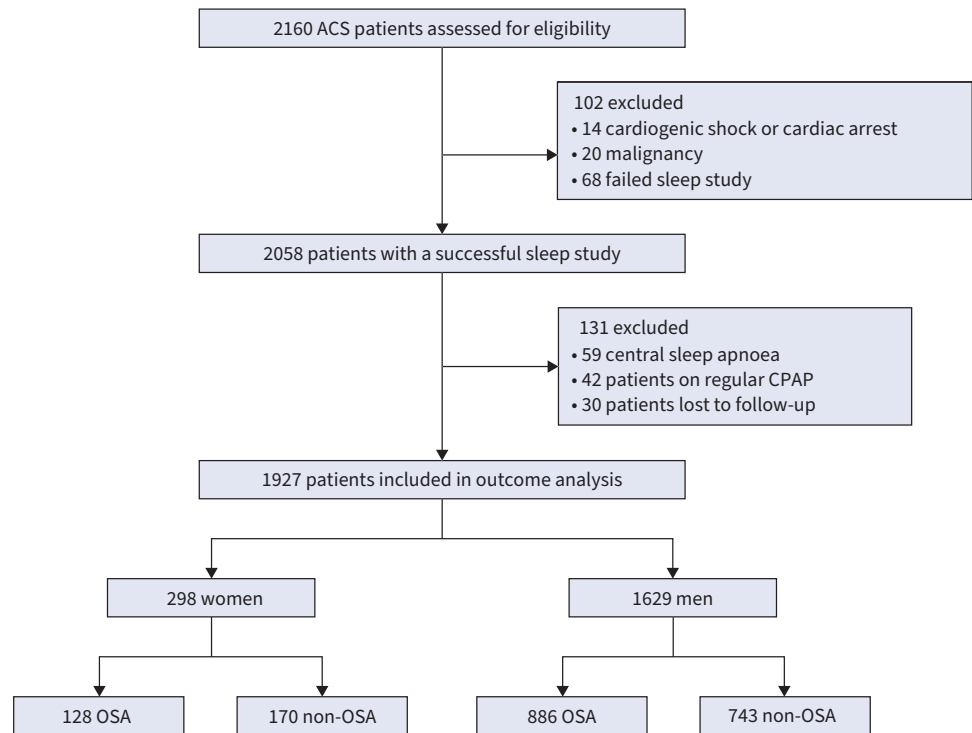 2160 ACS patients assessed for eligibility
102 excluded
• 14 cardiogenic shock or cardiac arrest
• 20 malignancy
• 68 failed sleep study
2058 patients with a successful sleep study
131 excluded
• 59 central sleep apnoea
• 42 patients on regular CPAP
• 30 patients lost to follow-up
1927 patients included in outcome analysis
298 women
1629 men
128 OSA
170 non-OSA
886 OSA
743 non-OSA